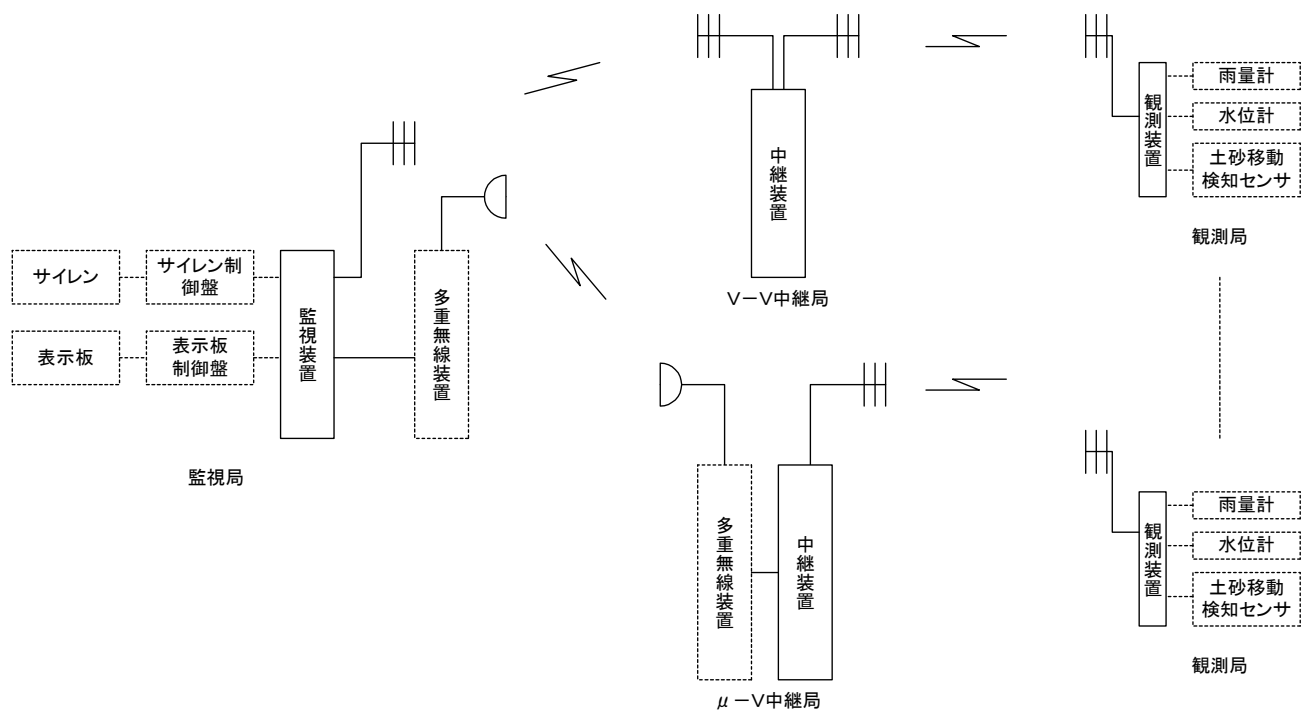 サイレン
サイレン制
御盤
表示板
表示板
制御盤
監視装置
多重無線装置
監視局
中継装置
V－V中継局
多重無線装置
中継装置
μ－V中継局
観測装置
雨量計
水位計
土砂移動
検知センサ
観測局
観測装置
雨量計
水位計
土砂移動
検知センサ
観測局